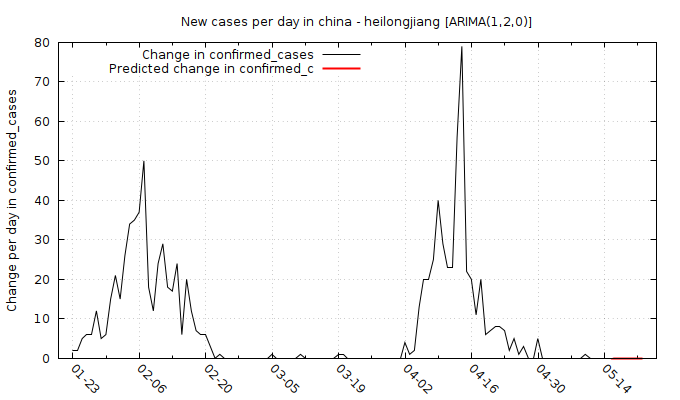 New cases per day in china - heilongjiang [ARIMA(1,2,0)]
Change in confirmed_cases
Predicted change in confirmed_c
Change per day in confirmed_cases
80
70
60
50
40
30
20
10
0
01-23 02-06 02-20 03-05 03-19 04-02 04-16 04-30 05-14